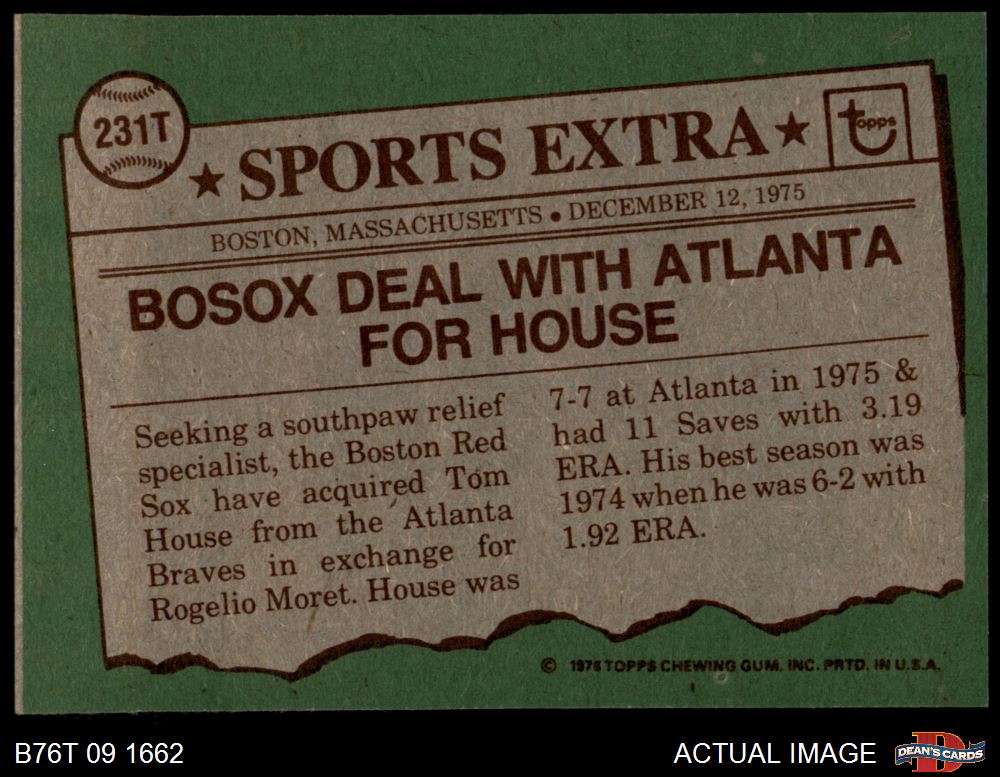 231T
★ SPORTS EXTRA ★
topps
BOSTON, MASSACHUSETTS • DECEMBER 12, 1975
BOSOX DEAL WITH ATLANTA
FOR HOUSE
Seeking a southpaw relief
specialist, the Boston Red
Sox have acquired Tom
House from the Atlanta
Braves in exchange for
Rogelio Moret. House was
7-7 at Atlanta in 1975 &
had 11 Saves with 3.19
ERA. His best season was
1974 when he was 6-2 with
1.92 ERA.
© 1976 TOPPS CHEWING GUM, INC. PRTD. IN U.S.A.
B76T 09 1662
ACTUAL IMAGE
DEAN'S CARDS